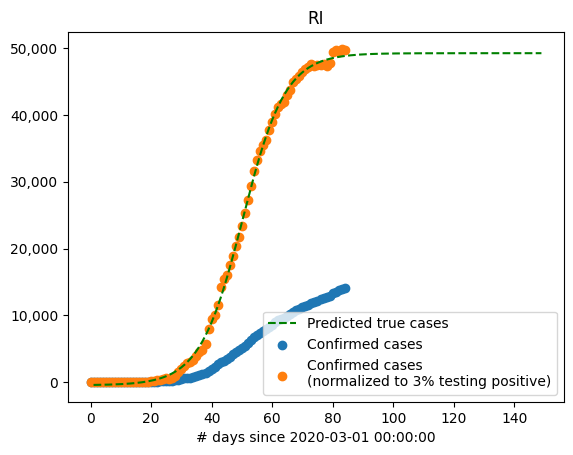 RI
50,000
40,000
30,000
20,000
10,000
0
Predicted true cases
Confirmed cases
Confirmed cases
(normalized to 3% testing positive)
0 20 40 60 80 100 120 140
# days since 2020-03-01 00:00:00